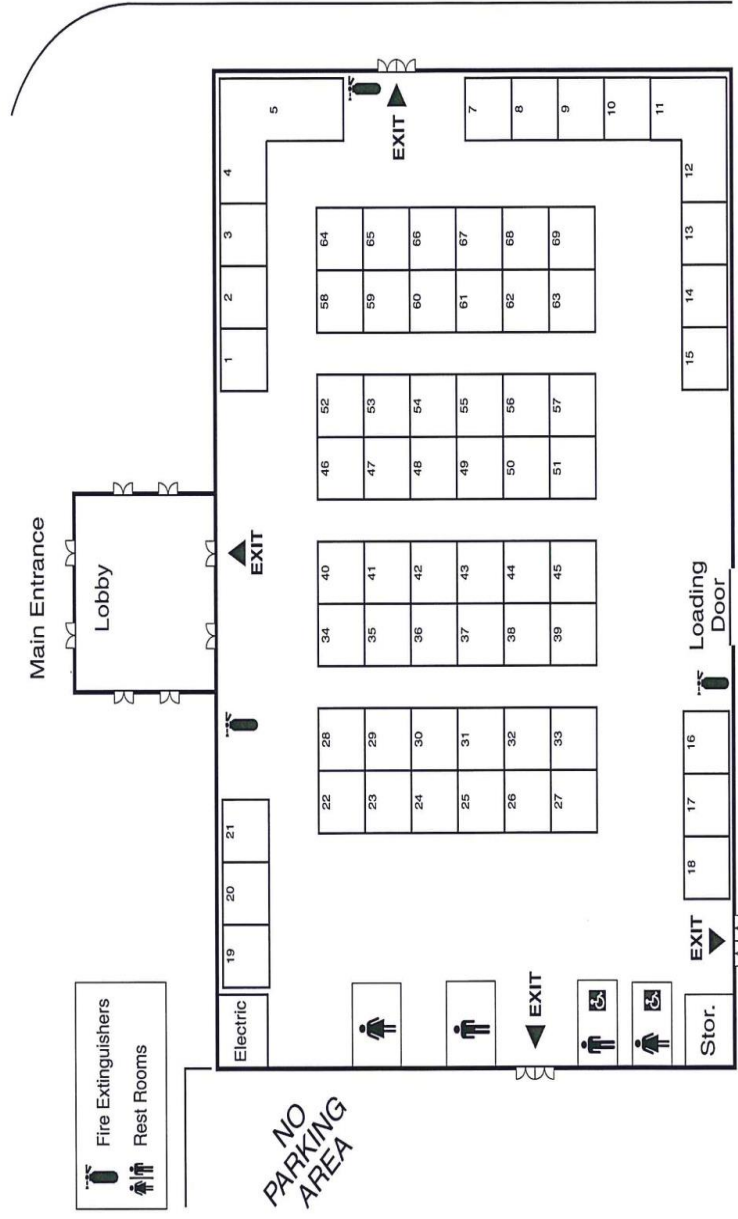 Main Entrance
Fire Extinguishers
Rest Rooms
Lobby
NO
PARKING
AREA
Electric
19 20 21
EXIT
1 2 3 4
5
22 28 34 40 46 52 58 64
23 29 35 41 47 53 59 65
EXIT
24 30 36 42 48 54 60 66
25 31 37 43 49 55 61 67
7
EXIT
26 32 38 44 50 56 62 68
8
27 33 39 45 51 57 63 69
9
10
11
Stor.
EXIT
18 17 16
Loading
Door
15 14 13 12